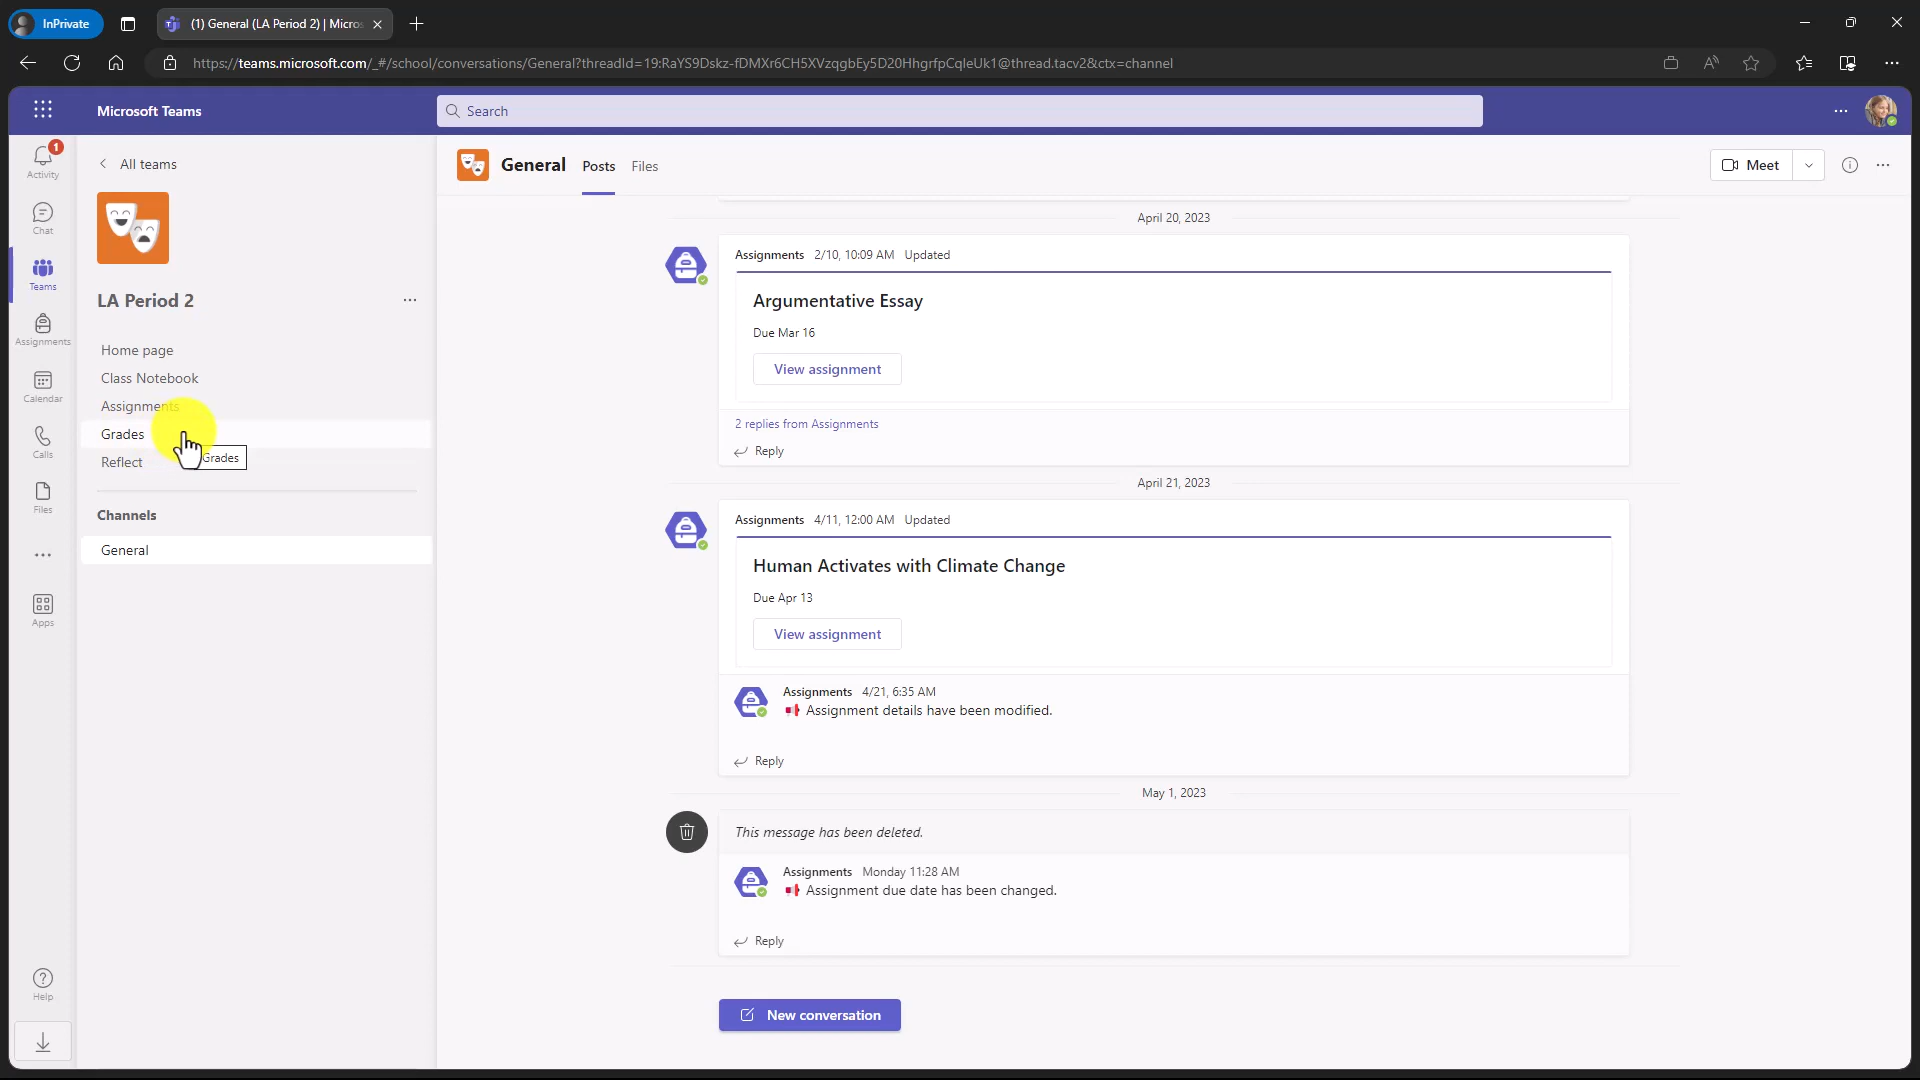 InPrivate
(1) General (LA Period 2) | Micro
https://teams.microsoft.com/_#/school/conversations/General?threadId=19:RaYS9Dskz-fDMXr6CH5XVzqgbEy5D20HhgrfpCqleUk1@thread.tacv2&ctx=channel
Microsoft Teams
Search
1
Activity
Chat
Teams
Assignments
Calendar
Calls
Files
Apps
Help
All teams
LA Period 2
Home page
Class Notebook
Assignments
Grades
Grades
Reflect
Channels
General
General
Posts
Files
Meet
April 20, 2023
Assignments 2/10, 10:09 AM Updated
Argumentative Essay
Due Mar 16
View assignment
2 replies from Assignments
Reply
April 21, 2023
Assignments 4/11, 12:00 AM Updated
Human Activates with Climate Change
Due Apr 13
View assignment
Assignments 4/21, 6:35 AM
Assignment details have been modified.
Reply
May 1, 2023
This message has been deleted.
Assignments Monday 11:28 AM
Assignment due date has been changed.
Reply
New conversation